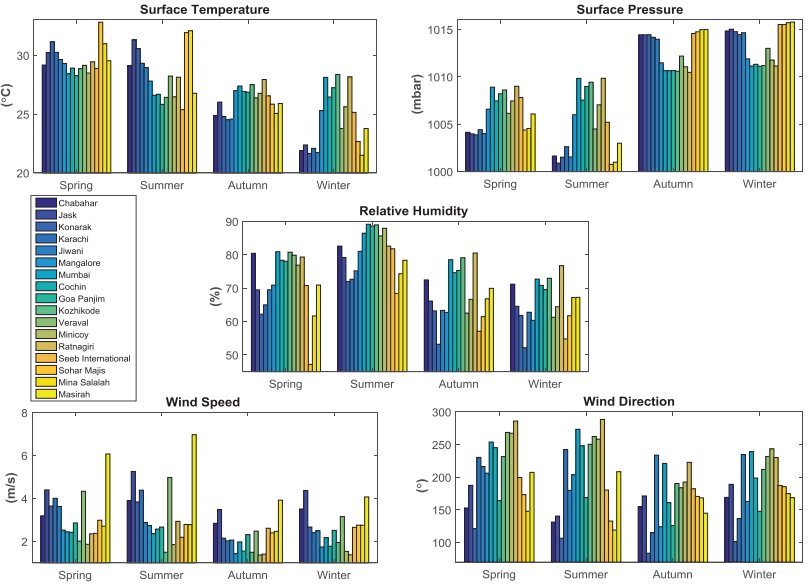 Surface Temperature
(°C)
30
25
20
Spring Summer Autumn Winter
Surface Pressure
(mbar)
1015
1010
1005
1000
Spring Summer Autumn Winter
Chabahar
Jask
Konarak
Karachi
Jiwani
Mangalore
Mumbai
Cochin
Goa Panjim
Kozhikode
Veraval
Minicoy
Ratnagiri
Seeb International
Sohar Majis
Mina Salalah
Masirah
Relative Humidity
(%)
90
80
70
60
50
Spring Summer Autumn Winter
Wind Speed
(m/s)
8
6
4
2
Spring Summer Autumn Winter
Wind Direction
(°)
300
250
200
150
100
Spring Summer Autumn Winter